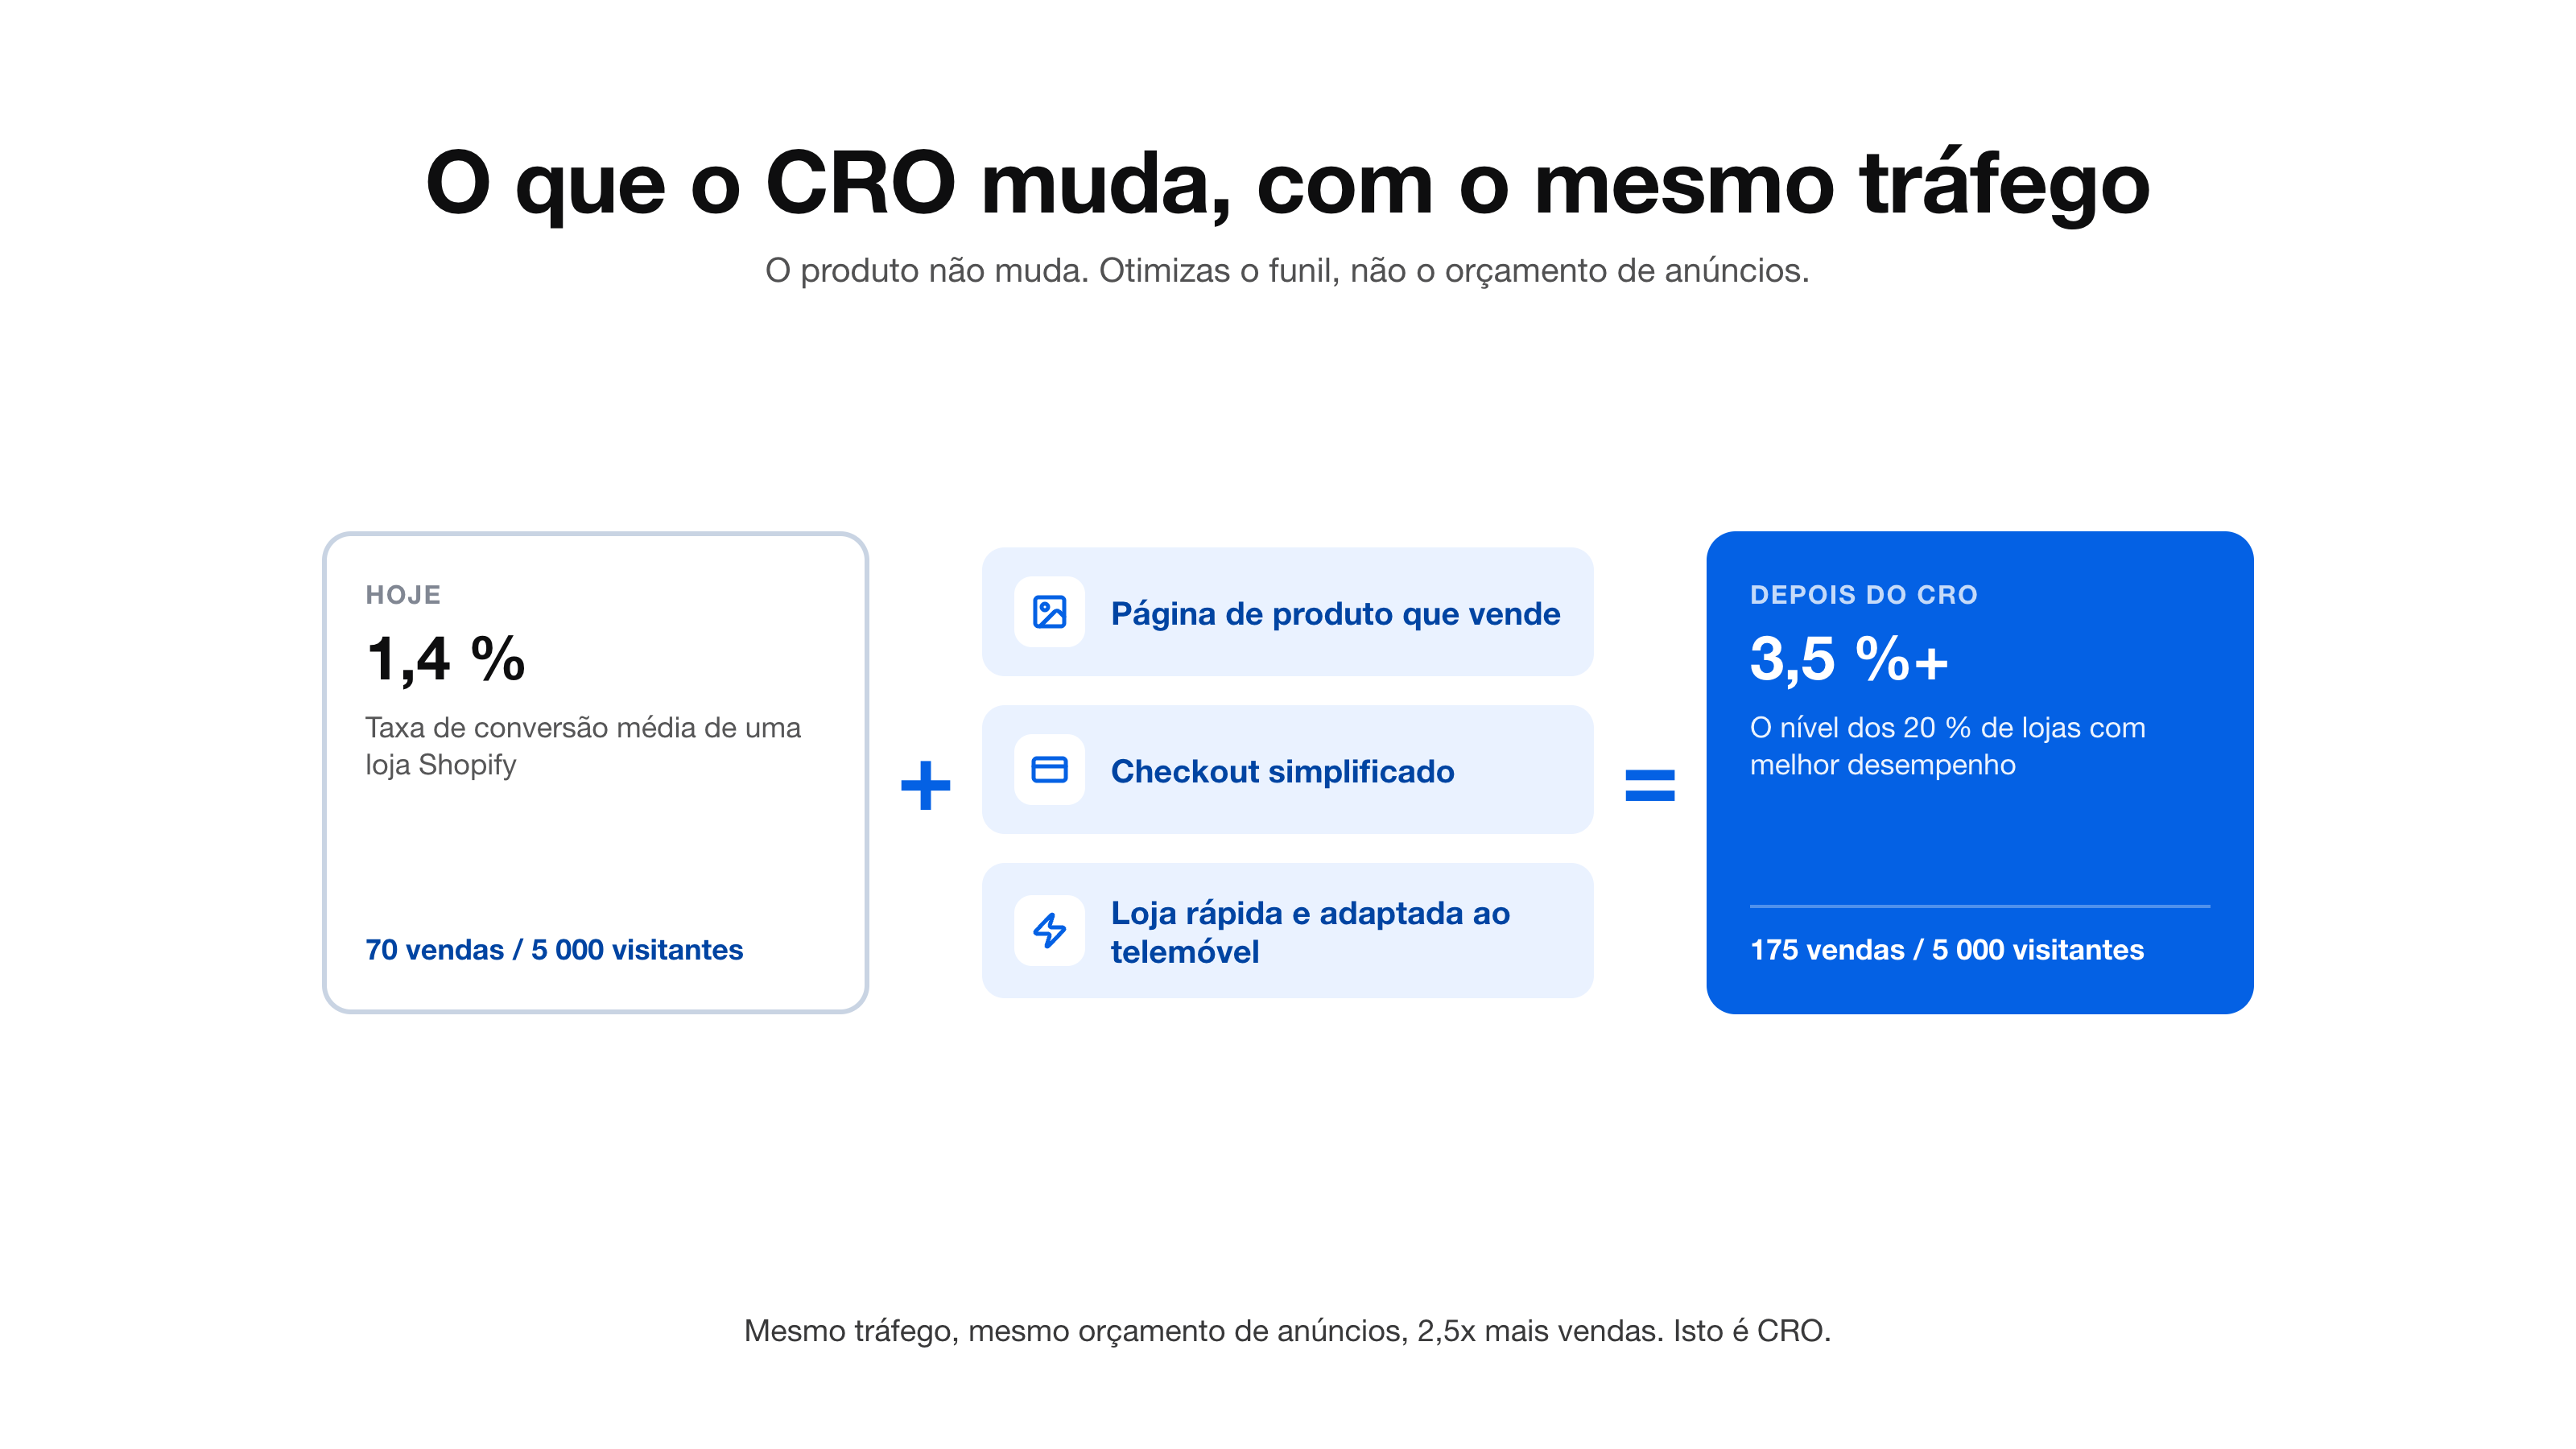 O que o CRO muda, com o mesmo tráfego
O produto não muda. Otimizas o funil, não o orçamento de anúncios.
HOJE
1,4 %
Taxa de conversão média de uma
loja Shopify
70 vendas / 5 000 visitantes
+
Página de produto que vende
Checkout simplificado
Loja rápida e adaptada ao
telemóvel
=
DEPOIS DO CRO
3,5 %+
O nível dos 20 % de lojas com
melhor desempenho
175 vendas / 5 000 visitantes
Mesmo tráfego, mesmo orçamento de anúncios, 2,5x mais vendas. Isto é CRO.